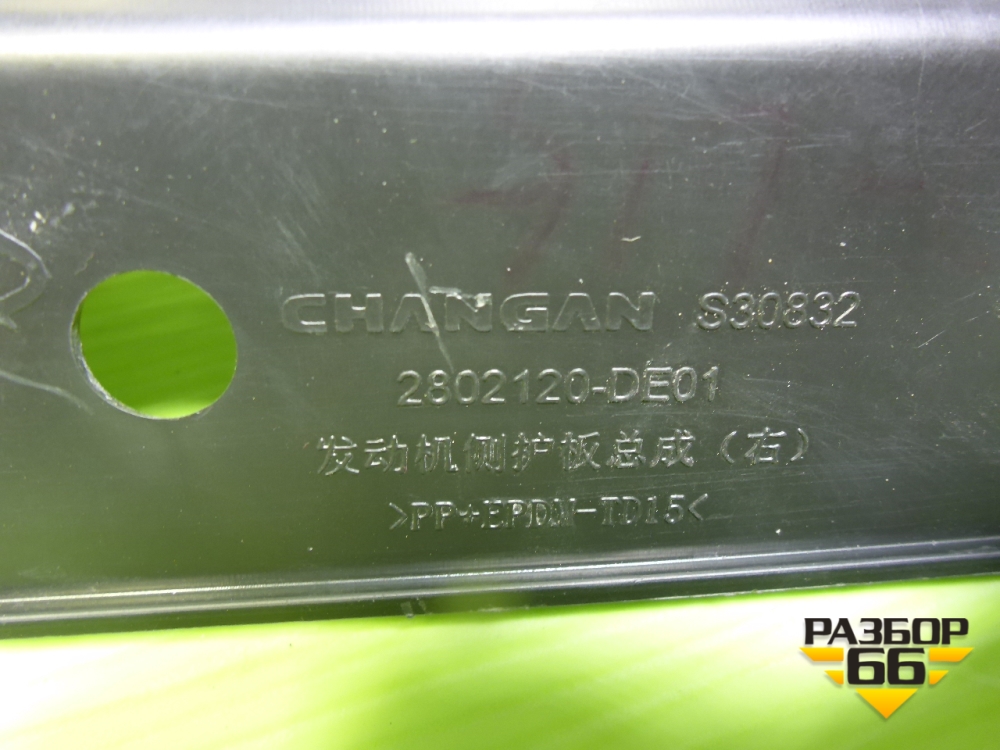 CHANGAN S30832
2802120-DE01
发动机侧护板总成（右）
>PP+EPDM-TD15<
РАЗБОР
66